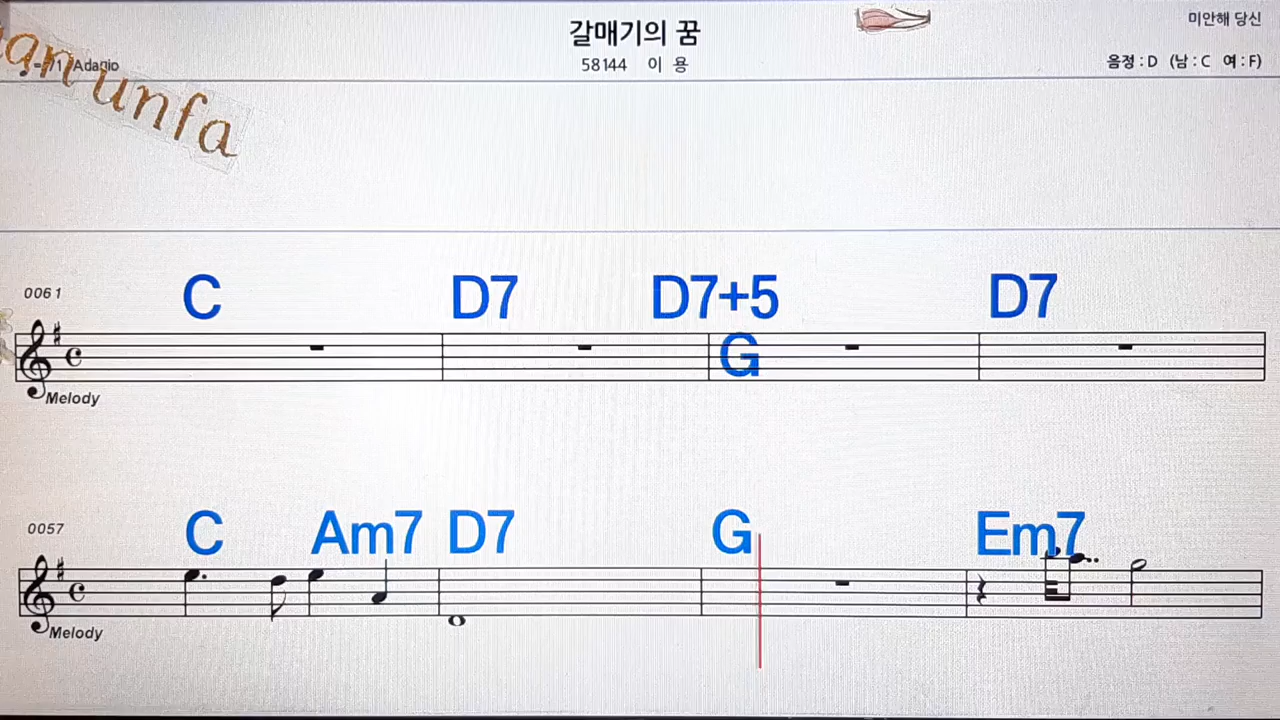 갈매기의 꿈
미안해 당신
58144 이 용
Adagio
음정 : D (남 : C 여 : F)
unfa
0061
C D7 D7+5 D7
G
Melody
0057
C Am7 D7 G Em7
Melody